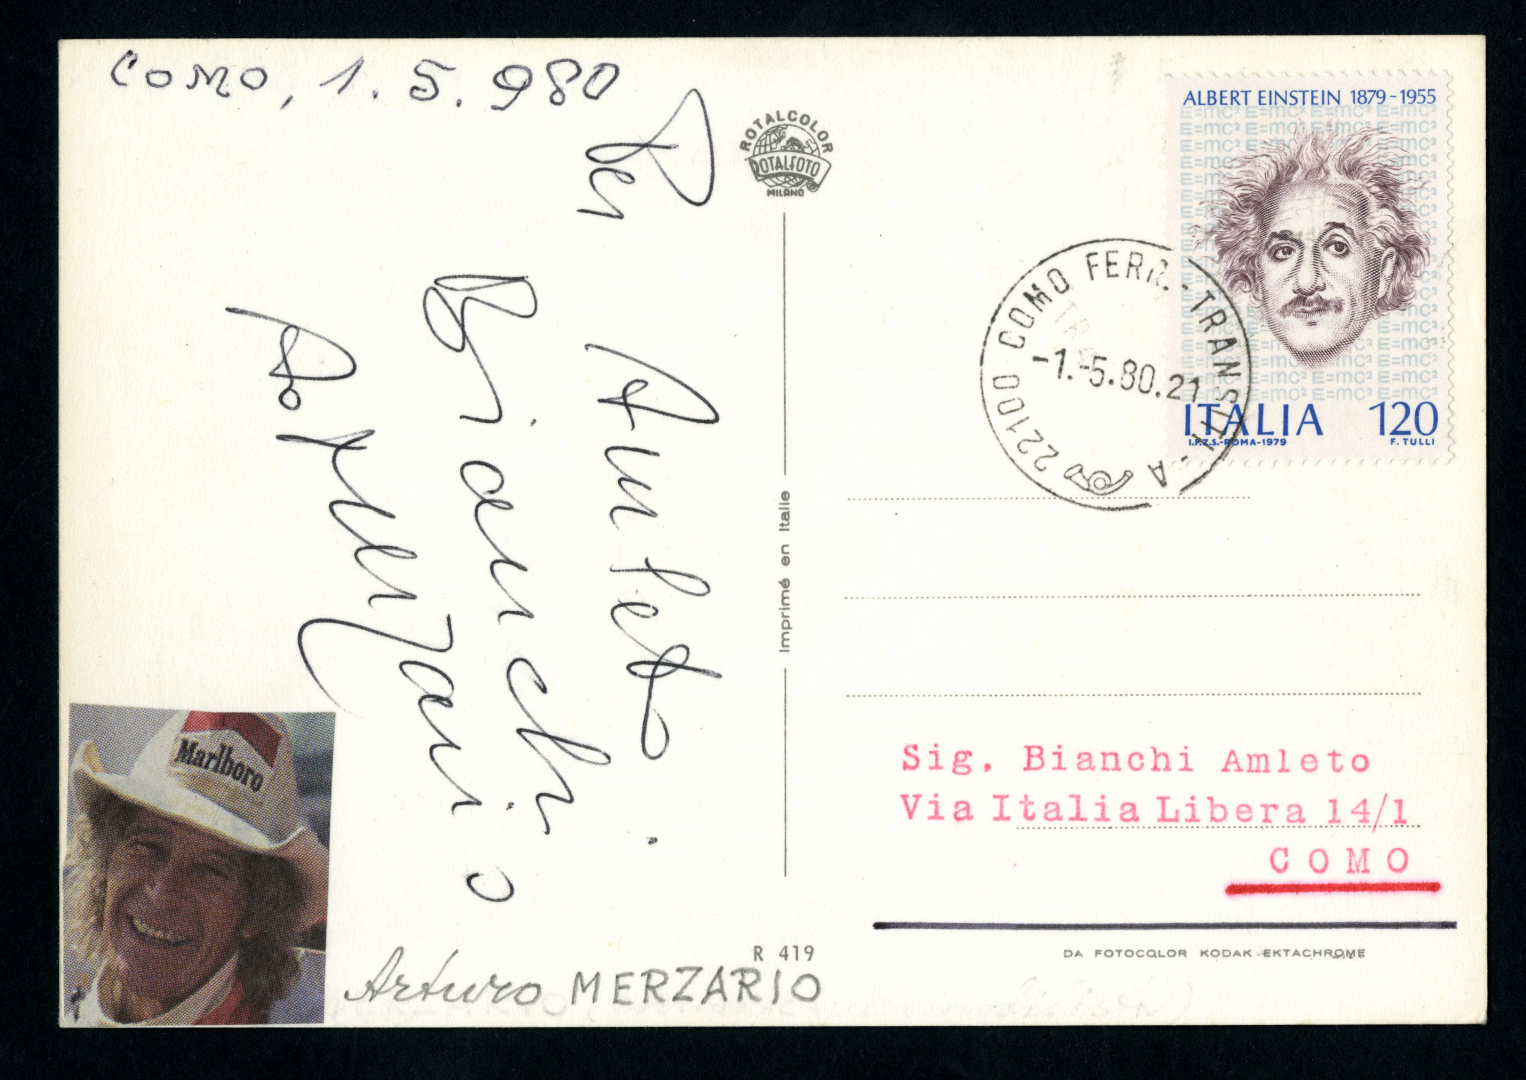 COMO, 1.5.980
Per
Amleto
Bianchi
Merzario
Arturo MERZARIO
Marlboro
ROTALCOLOR
ROTALFOTO
MILANO
Imprimé en Italie
R 419
ALBERT EINSTEIN 1879-1955
E=mc²
ITALIA 120
I.P.Z.S.-ROMA-1979 F. TULLI
22100 COMO FERR.-TRANSITI-A
-1.-5.80.21
Sig. Bianchi Amleto
Via Italia Libera 14/1
COMO
DA FOTOCOLOR KODAK EKTACHROME